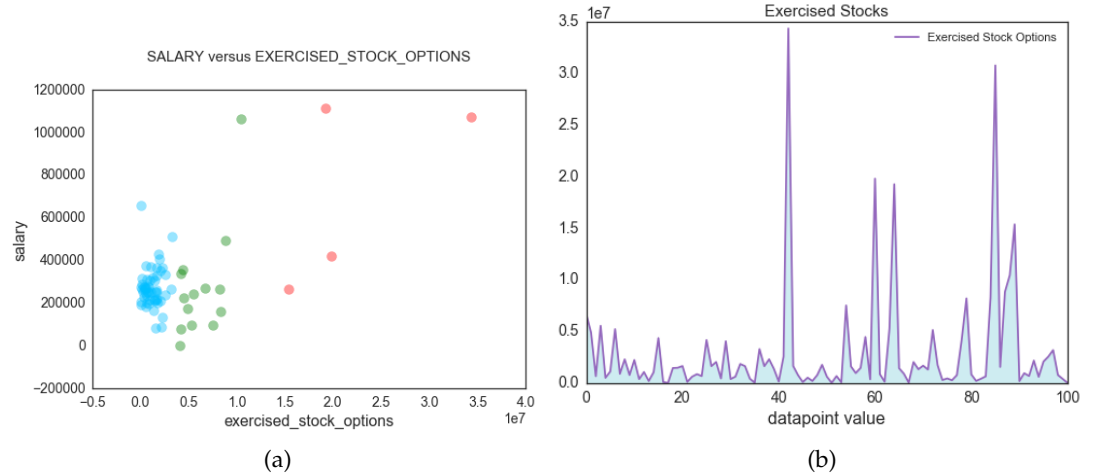 SALARY versus EXERCISED_STOCK_OPTIONS
1200000
1000000
800000
600000
400000
200000
0
−200000
salary
−0.5 0.0 0.5 1.0 1.5 2.0 2.5 3.0 3.5 4.0
exercised_stock_options 1e7
(a)
Exercised Stocks
1e7
Exercised Stock Options
3.5
3.0
2.5
2.0
1.5
1.0
0.5
0.0
0 20 40 60 80 100
datapoint value
(b)